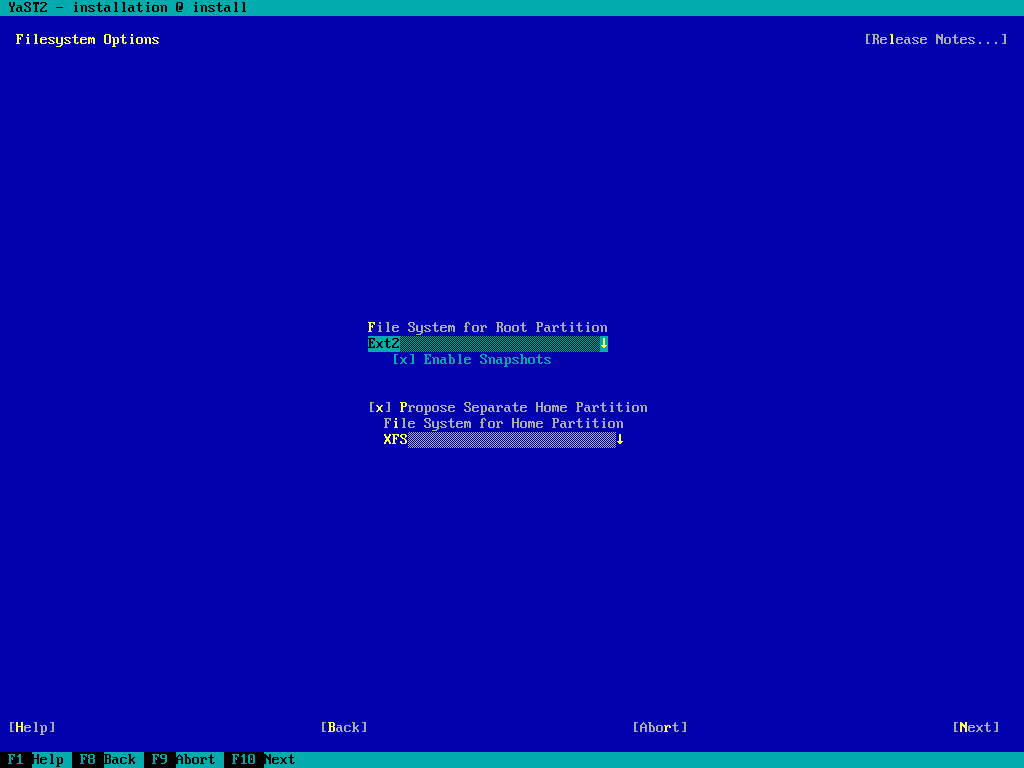 YaST2 - installation @ install
Filesystem Options [Release Notes...]
File System for Root Partition
Ext2↓
[x] Enable Snapshots
[x] Propose Separate Home Partition
File System for Home Partition
XFS↓
[Help] [Back] [Abort] [Next]
F1 Help F8 Back F9 Abort F10 Next